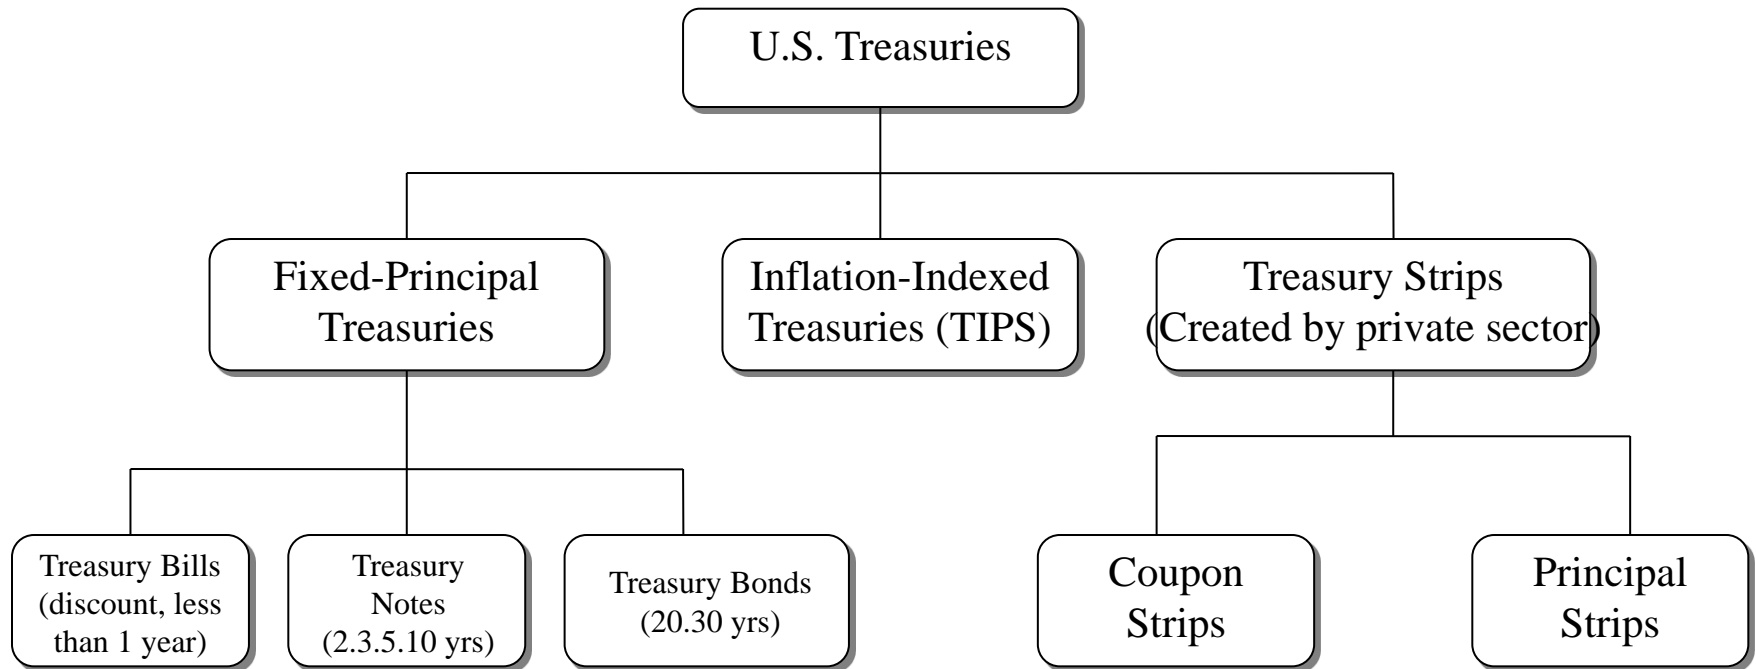 U.S. Treasuries
Fixed-Principal
Treasuries
Inflation-Indexed
Treasuries (TIPS)
Treasury Strips
(Created by private sector)
Treasury Bills
(discount, less
than 1 year)
Treasury
Notes
(2.3.5.10 yrs)
Treasury Bonds
(20.30 yrs)
Coupon
Strips
Principal
Strips